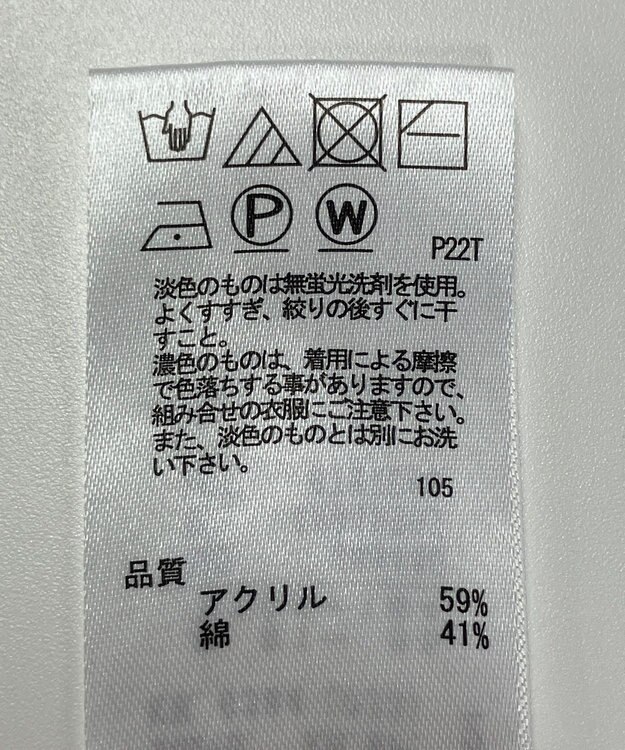 P
W
P22T
淡色のものは無蛍光洗剤を使用。
よくすすぎ、絞りの後すぐに干
すこと。
濃色のものは、着用による摩擦
で色落ちする事がありますので、
組み合せの衣服にご注意下さい。
また、淡色のものとは別にお洗
い下さい。
105
品質
アクリル 59%
綿 41%